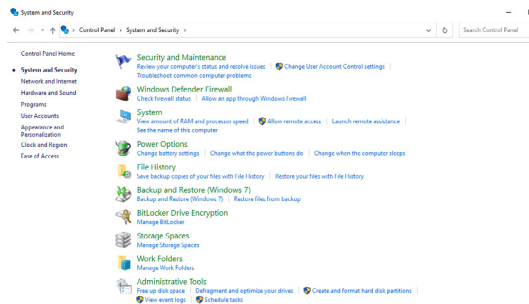 System and Security
Control Panel > System and Security >
Search Control Panel
Control Panel Home
System and Security
Network and Internet
Hardware and Sound
Programs
User Accounts
Appearance and
Personalization
Clock and Region
Ease of Access
Security and Maintenance
Review your computer's status and resolve issues | Change User Account Control settings |
Troubleshoot common computer problems
Windows Defender Firewall
Check firewall status | Allow an app through Windows Firewall
System
View amount of RAM and processor speed | Allow remote access | Launch remote assistance |
See the name of this computer
Power Options
Change battery settings | Change what the power buttons do | Change when the computer sleeps
File History
Save backup copies of your files with File History | Restore your files with File History
Backup and Restore (Windows 7)
Backup and Restore (Windows 7) | Restore files from backup
BitLocker Drive Encryption
Manage BitLocker
Storage Spaces
Manage Storage Spaces
Work Folders
Manage Work Folders
Administrative Tools
Free up disk space | Defragment and optimize your drives | Create and format hard disk partitions |
View event logs | Schedule tasks